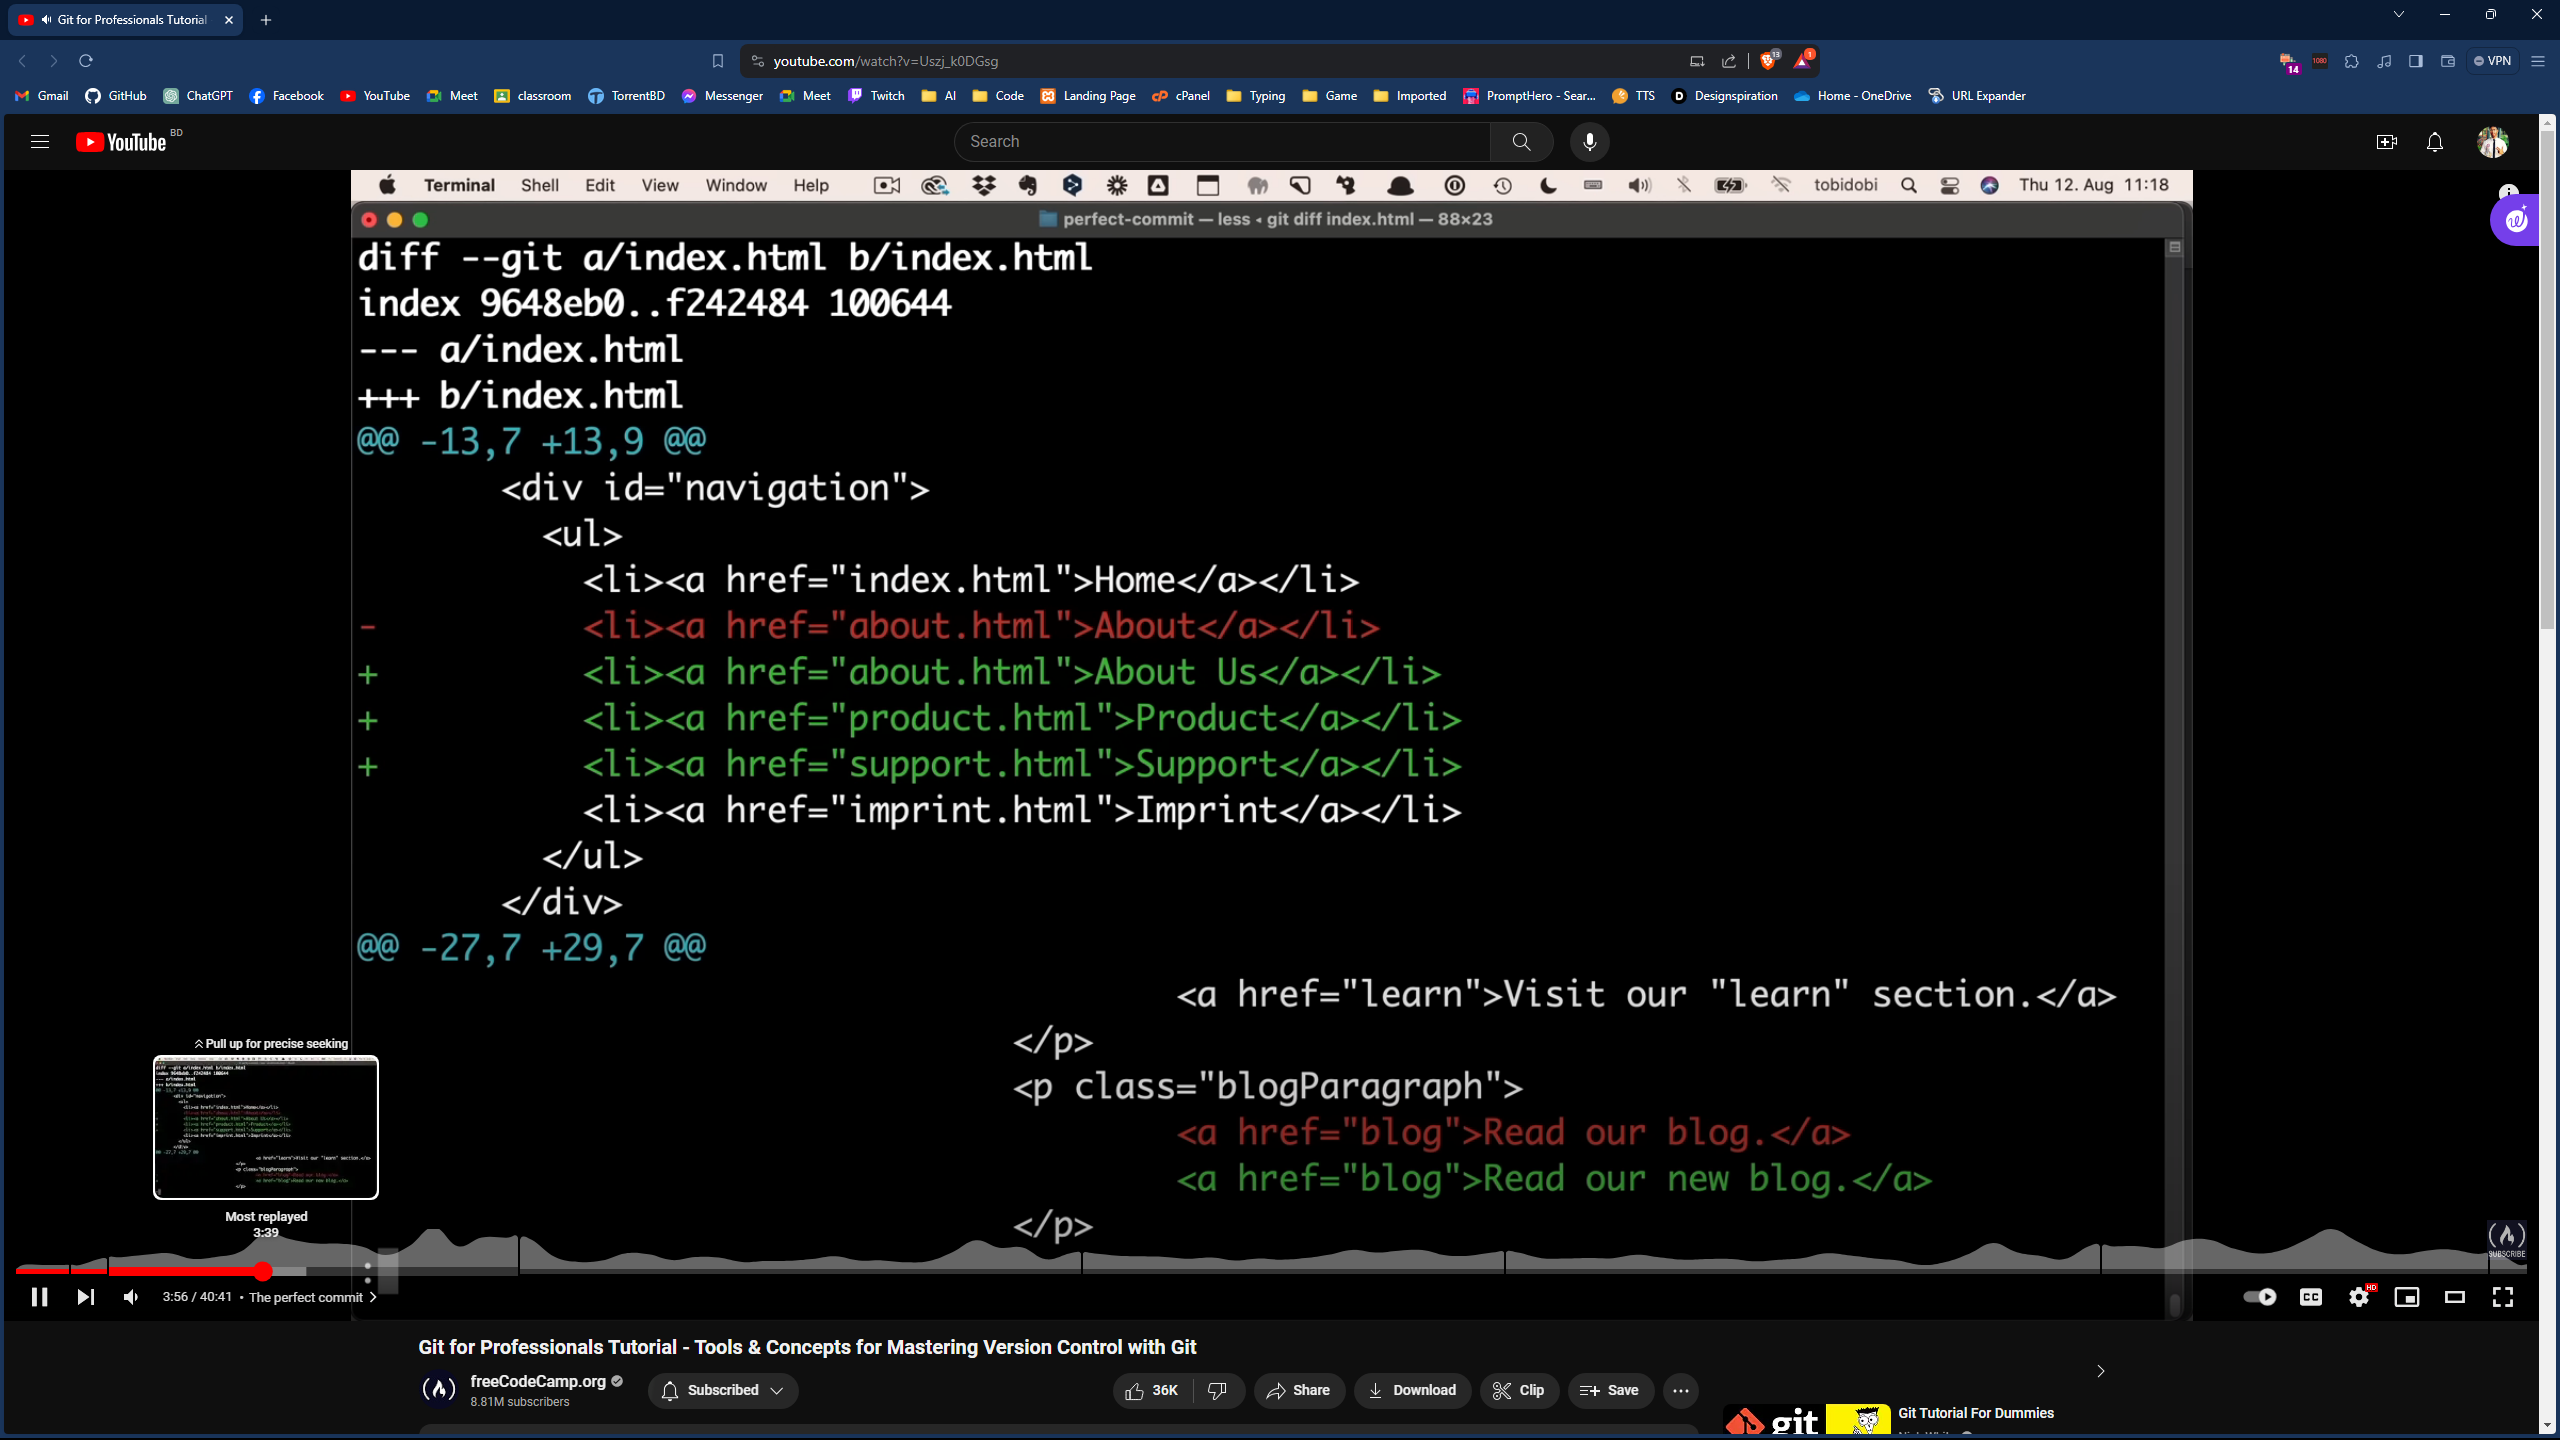 Git for Professionals Tutorial
youtube.com/watch?v=Uszj_k0DGsg
13
1
14
1080
VPN
Gmail GitHub ChatGPT Facebook YouTube Meet classroom TorrentBD Messenger Meet Twitch AI Code Landing Page cPanel Typing Game Imported PromptHero - Sear... TTS Designspiration Home - OneDrive URL Expander
YouTube BD
Search
Terminal Shell Edit View Window Help tobidobi Thu 12. Aug 11:18
perfect-commit — less ◂ git diff index.html — 88×23
diff --git a/index.html b/index.html
index 9648eb0..f242484 100644
--- a/index.html
+++ b/index.html
@@ -13,7 +13,9 @@
<div id="navigation">
<ul>
<li><a href="index.html">Home</a></li>
- <li><a href="about.html">About</a></li>
+ <li><a href="about.html">About Us</a></li>
+ <li><a href="product.html">Product</a></li>
+ <li><a href="support.html">Support</a></li>
<li><a href="imprint.html">Imprint</a></li>
</ul>
</div>
@@ -27,7 +29,7 @@
<a href="learn">Visit our "learn" section.</a>
</p>
<p class="blogParagraph">
<a href="blog">Read our blog.</a>
<a href="blog">Read our new blog.</a>
</p>
Pull up for precise seeking
Most replayed
3:39
SUBSCRIBE
3:56 / 40:41 • The perfect commit
CC
HD
Git for Professionals Tutorial - Tools & Concepts for Mastering Version Control with Git
freeCodeCamp.org
8.81M subscribers
Subscribed
36K
Share
Download
Clip
Save
git
Git Tutorial For Dummies